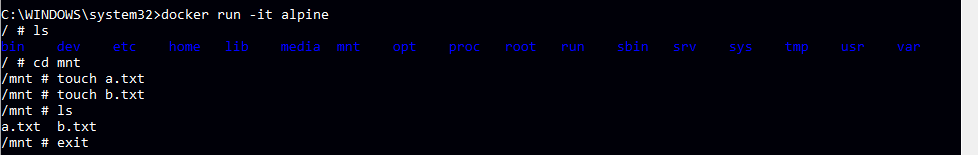 C:\WINDOWS\system32>docker run -it alpine
/ # ls
bin    dev    etc    home   lib    media  mnt    opt    proc   root   run    sbin   srv    sys    tmp    usr    var
/ # cd mnt
/mnt # touch a.txt
/mnt # touch b.txt
/mnt # ls
a.txt  b.txt
/mnt # exit